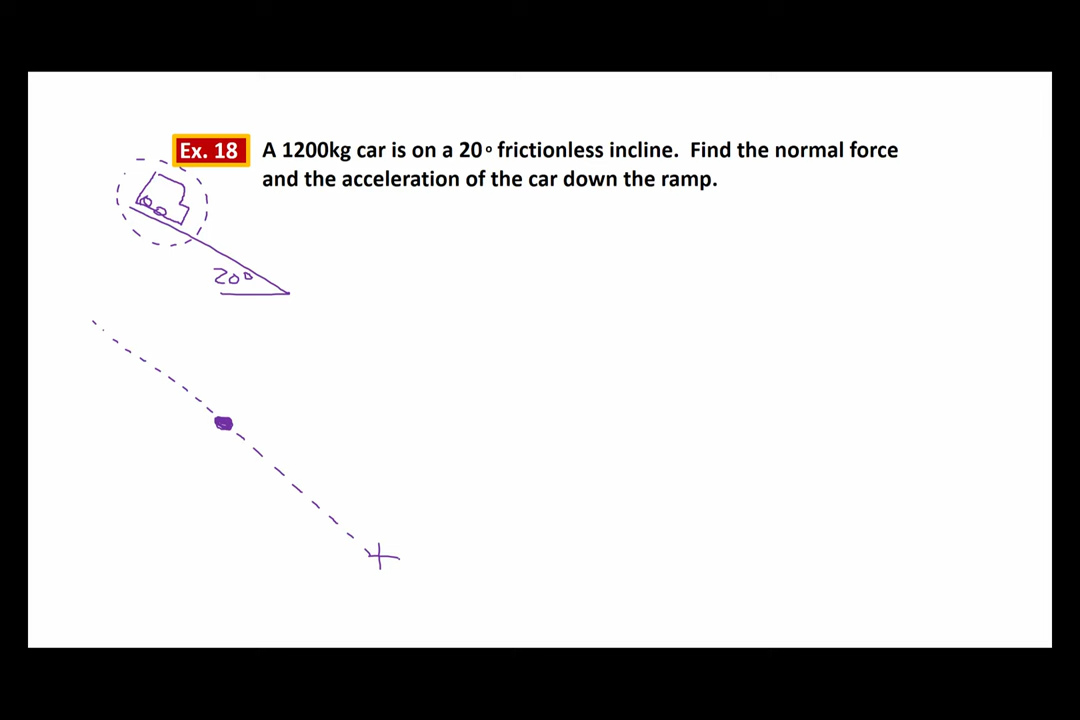 Ex. 18 A 1200kg car is on a 20° frictionless incline. Find the normal force
and the acceleration of the car down the ramp.
20°
+